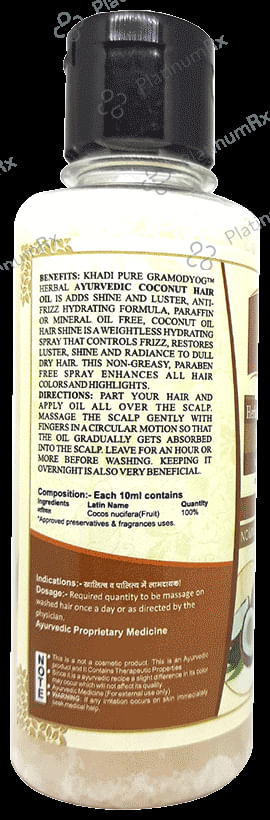 BENEFITS: KHADI PURE GRAMODYOG™
HERBAL AYURVEDIC COCONUT HAIR
OIL IS ADDS SHINE AND LUSTER, ANTI-
FRIZZ HYDRATING FORMULA, PARAFFIN
OR MINERAL OIL FREE, COCONUT OIL
HAIR SHINE IS A WEIGHTLESS HYDRATING
SPRAY THAT CONTROLS FRIZZ, RESTORES
LUSTER, SHINE AND RADIANCE TO DULL
DRY HAIR. THIS NON-GREASY, PARABEN
FREE SPRAY ENHANCES ALL HAIR
COLORS AND HIGHLIGHTS.
DIRECTIONS: PART YOUR HAIR AND
APPLY OIL ALL OVER THE SCALP.
MASSAGE THE SCALP GENTLY WITH
FINGERS IN A CIRCULAR MOTION SO THAT
THE OIL GRADUALLY GETS ABSORBED
INTO THE SCALP. LEAVE FOR AN HOUR OR
MORE BEFORE WASHING. KEEPING IT
OVERNIGHT IS ALSO VERY BENEFICIAL.
Composition:- Each 10ml contains
Ingredients Latin Name Quantity
Cocos nucifera(Fruit) 100%
*Approved preservatives & fragrances uses.
Indications:- खालित्य व पालित्य में लाभदायक!
Dosage:- Required quantity to be massage on
washed hair once a day or as directed by the
physician.
Ayurvedic Proprietary Medicine
NOTE
• This is a not a cosmetic product. This is an Ayurvedic
product and It Contains Therapeutic Properties
• Since it is a ayurvedic recipe a slight difference in its color
may occur which will not affect its quality
• Ayurvedic Medicine (For external use only)
• WARNING: If any irritation occurs on skin immediately
seek medical help.
PlatinumRx